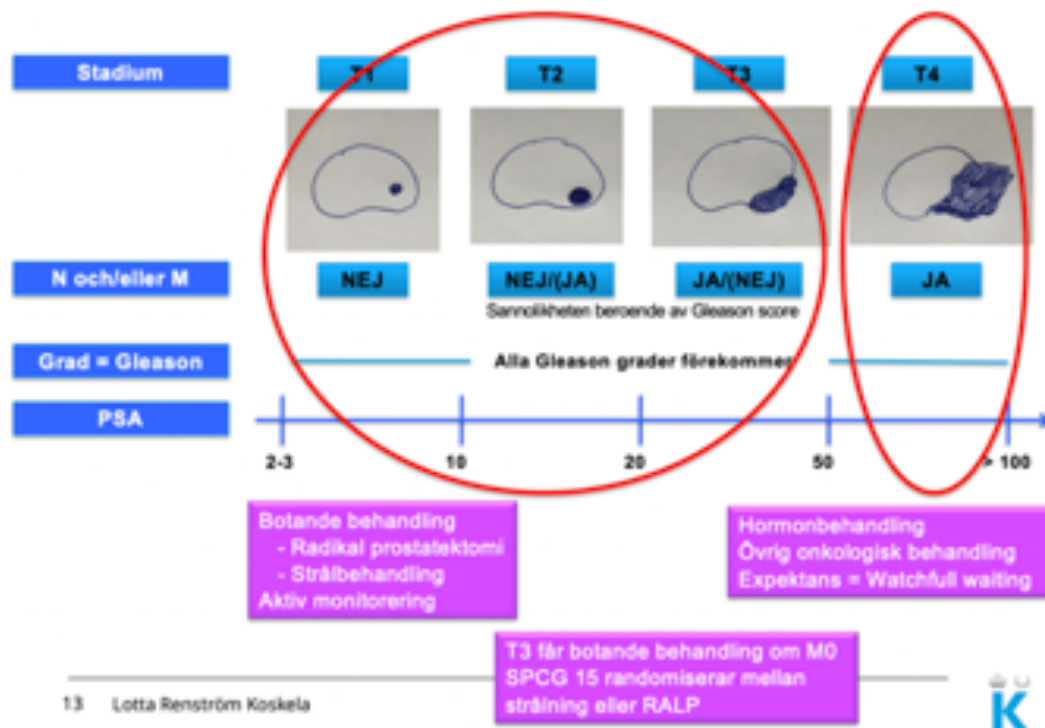 Stadium T1 T2 T3 T4
N och/eller M NEJ NEJ/(JA) JA/(NEJ) JA
Sannolikheten beroende av Gleason score
Grad = Gleason Alla Gleason grader förekommer
PSA
2-3 10 20 50 > 100
Botande behandling
- Radikal prostatektomi
- Strålbehandling
Aktiv monitorering
Hormonbehandling
Övrig onkologisk behandling
Expektans = Watchfull waiting
T3 får botande behandling om M0
SPCG 15 randomiserar mellan
strålning eller RALP
13 Lotta Renström Koskela
K